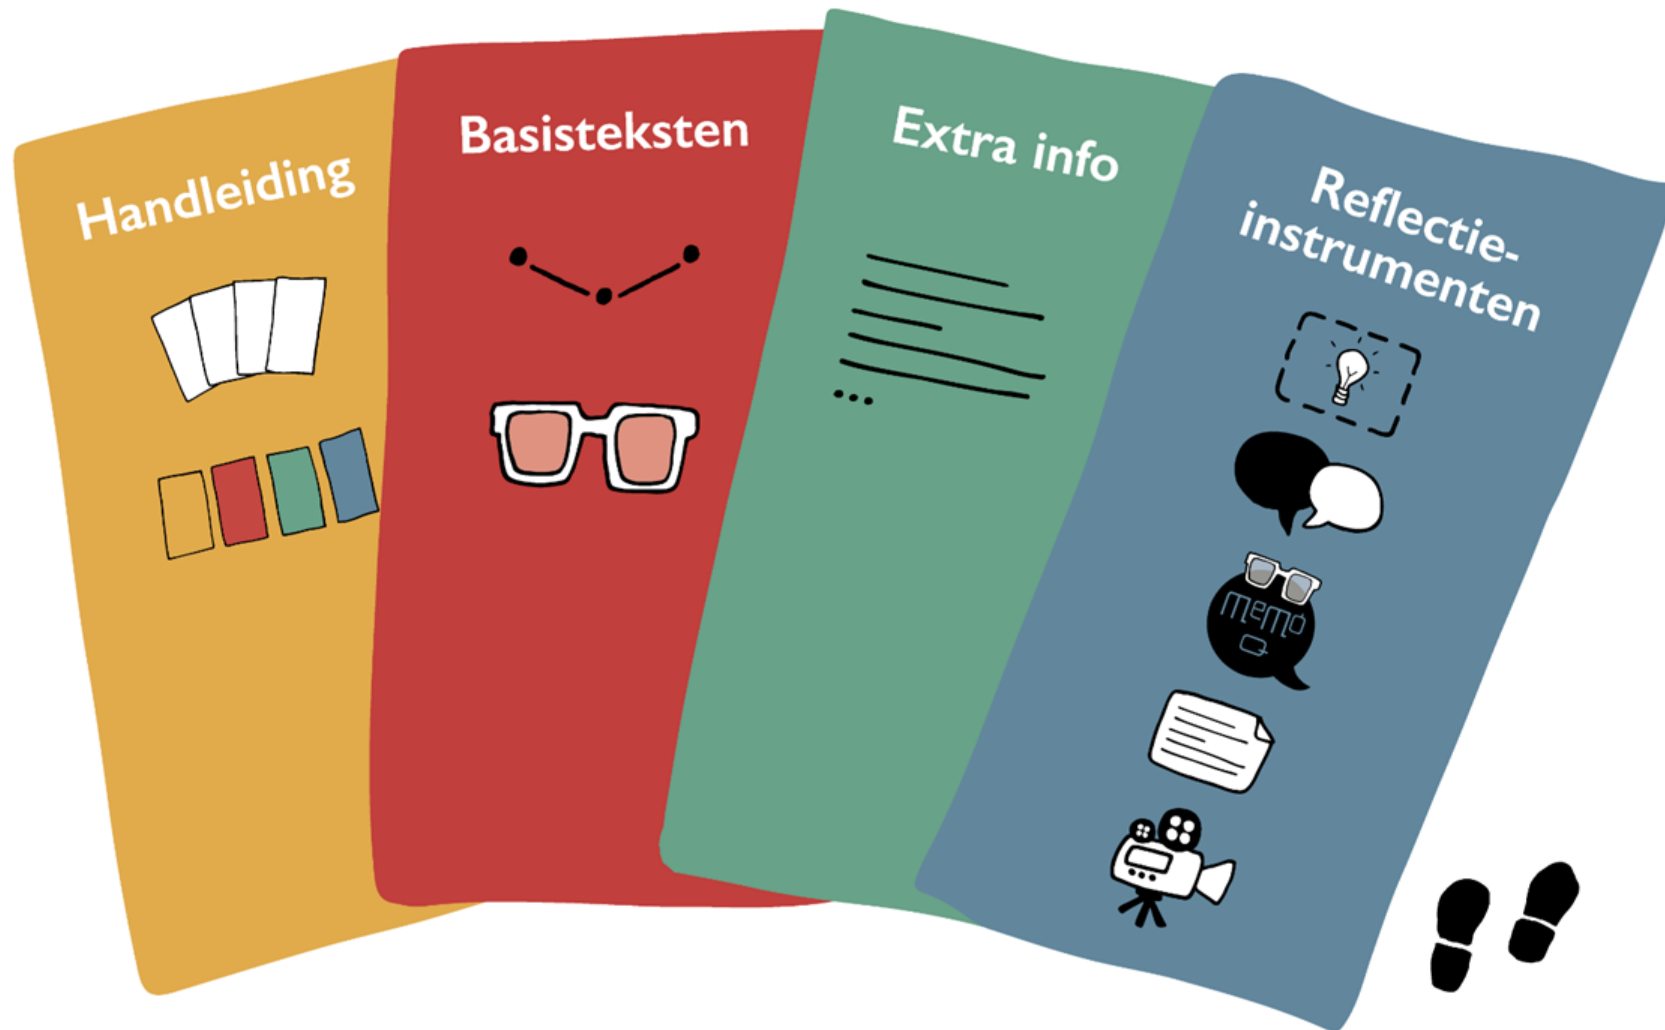 Handleiding
Basisteksten
Extra info
Reflectie-
instrumenten
memo
Q